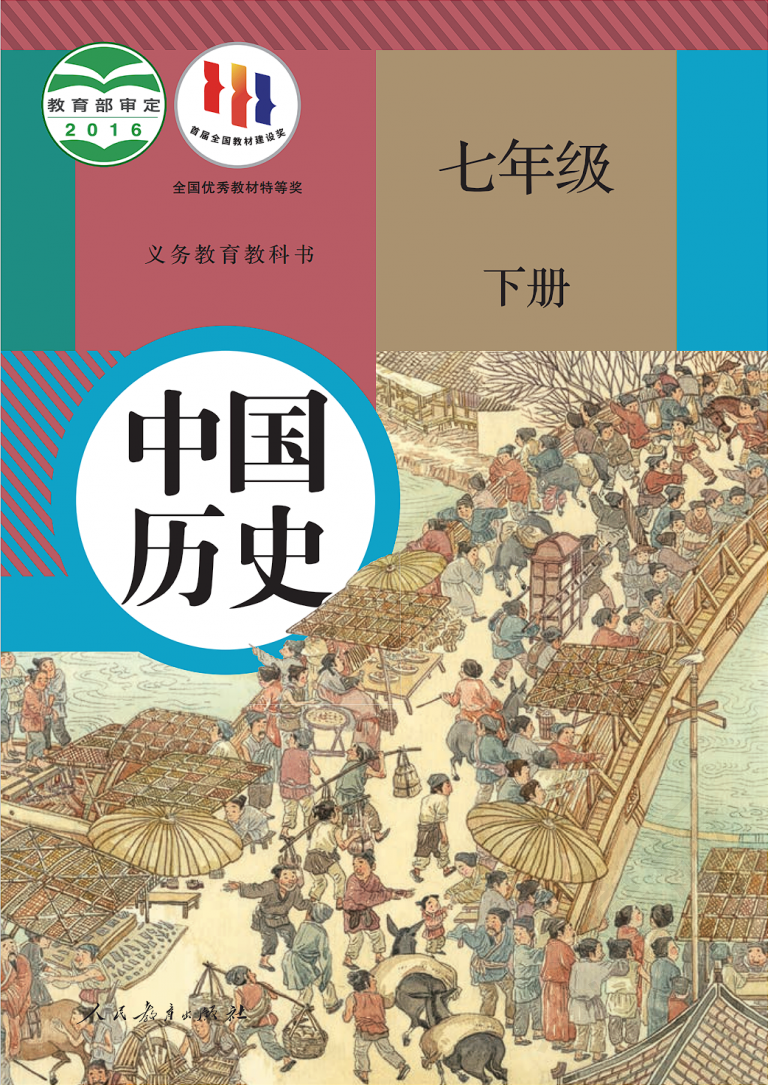 教育部审定
2016
首届全国教材建设奖
全国优秀教材特等奖
义务教育教科书
七年级
下册
中国
历史
人民教育出版社